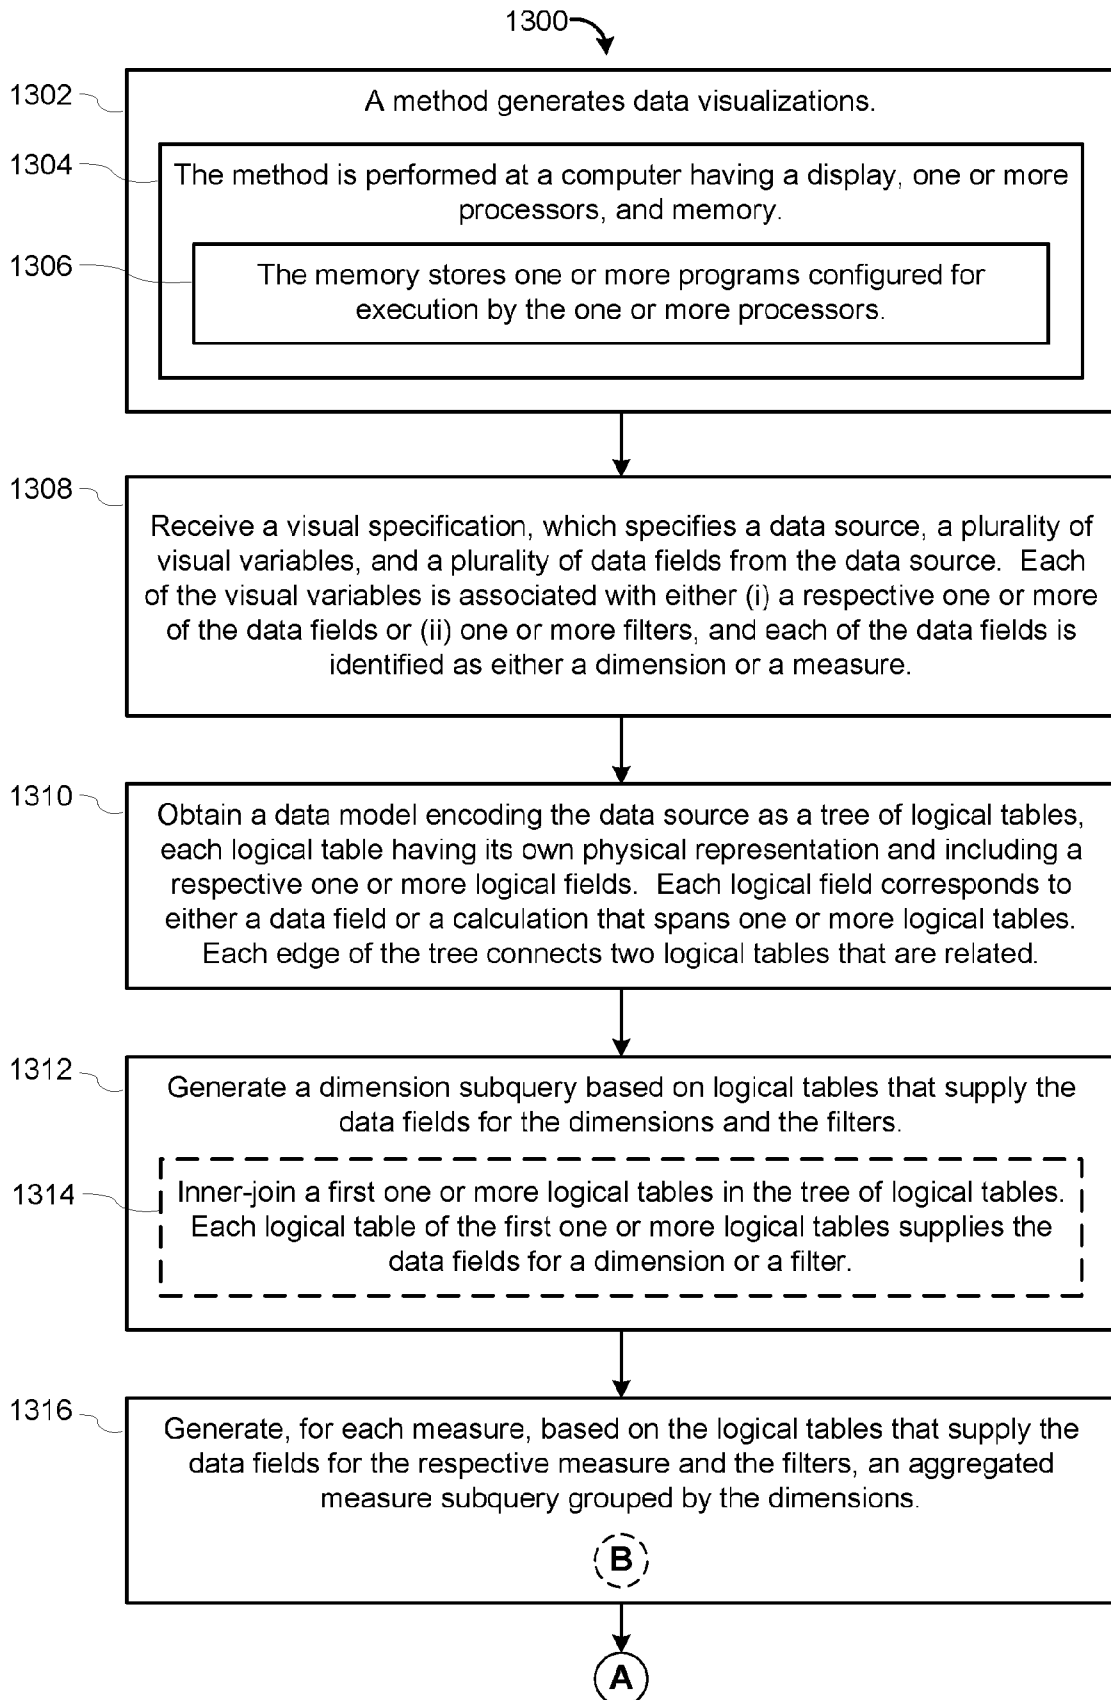 1300
1302
A method generates data visualizations.
1304
The method is performed at a computer having a display, one or more
processors, and memory.
1306
The memory stores one or more programs configured for
execution by the one or more processors.
1308
Receive a visual specification, which specifies a data source, a plurality of
visual variables, and a plurality of data fields from the data source.  Each
of the visual variables is associated with either (i) a respective one or more
of the data fields or (ii) one or more filters, and each of the data fields is
identified as either a dimension or a measure.
1310
Obtain a data model encoding the data source as a tree of logical tables,
each logical table having its own physical representation and including a
respective one or more logical fields.  Each logical field corresponds to
either a data field or a calculation that spans one or more logical tables.
Each edge of the tree connects two logical tables that are related.
1312
Generate a dimension subquery based on logical tables that supply the
data fields for the dimensions and the filters.
1314
Inner-join a first one or more logical tables in the tree of logical tables.
Each logical table of the first one or more logical tables supplies the
data fields for a dimension or a filter.
1316
Generate, for each measure, based on the logical tables that supply the
data fields for the respective measure and the filters, an aggregated
measure subquery grouped by the dimensions.
B
A